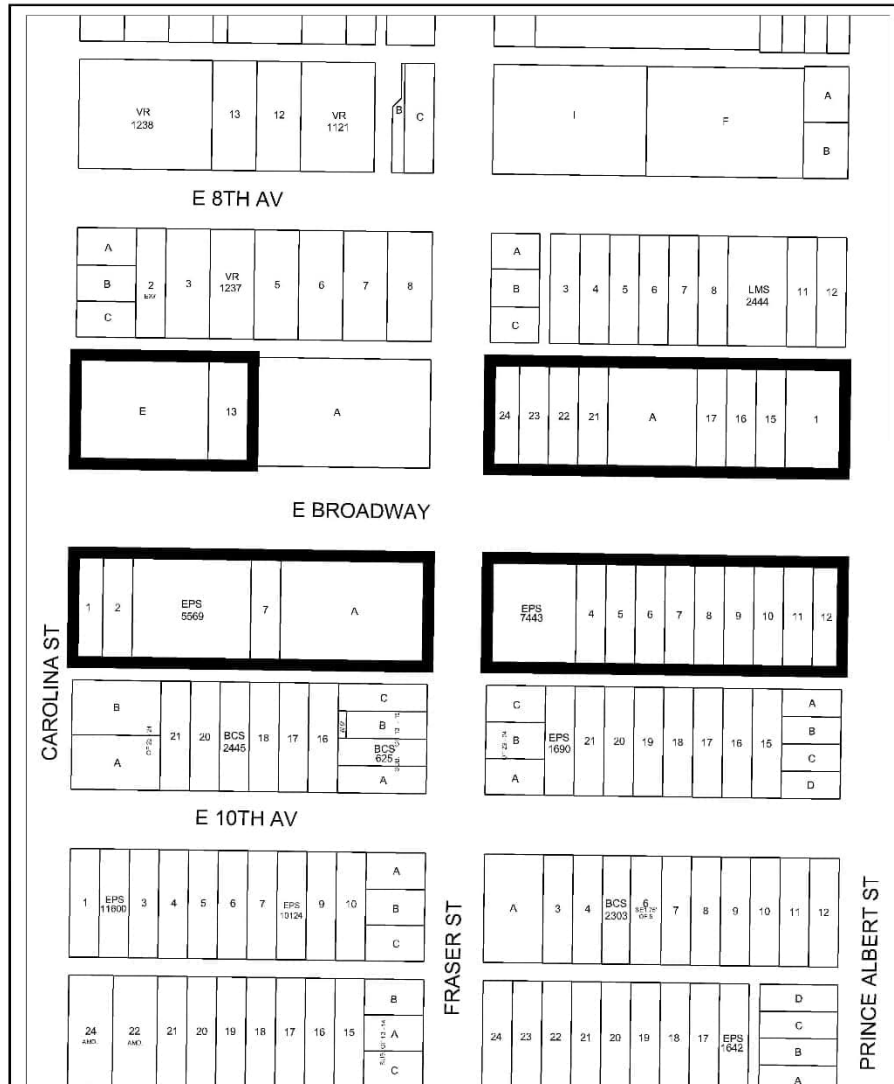 VR
1238
13
12
VR
1121
B
C
I
F
A
B
E 8TH AV
A
B
C
2
3
VR
1237
5
6
7
8
A
B
C
3
4
5
6
7
8
LMS
2444
11
12
E
13
A
24
23
22
21
A
17
16
15
1
E BROADWAY
1
2
EPS
5569
7
A
EPS
7443
4
5
6
7
8
9
10
11
12
CAROLINA ST
B
A
21
20
BCS
2445
18
17
16
C
B
BCS
625
A
C
B
A
EPS
1690
21
20
19
18
17
16
15
A
B
C
D
E 10TH AV
1
EPS
11600
3
4
5
6
7
EPS
10124
9
10
A
B
C
FRASER ST
A
3
4
BCS
2303
6
7
8
9
10
11
12
PRINCE ALBERT ST
24
AMD.
22
AMD.
21
20
19
18
17
16
15
B
A
C
24
23
22
21
20
19
18
17
EPS
1642
D
C
B
A